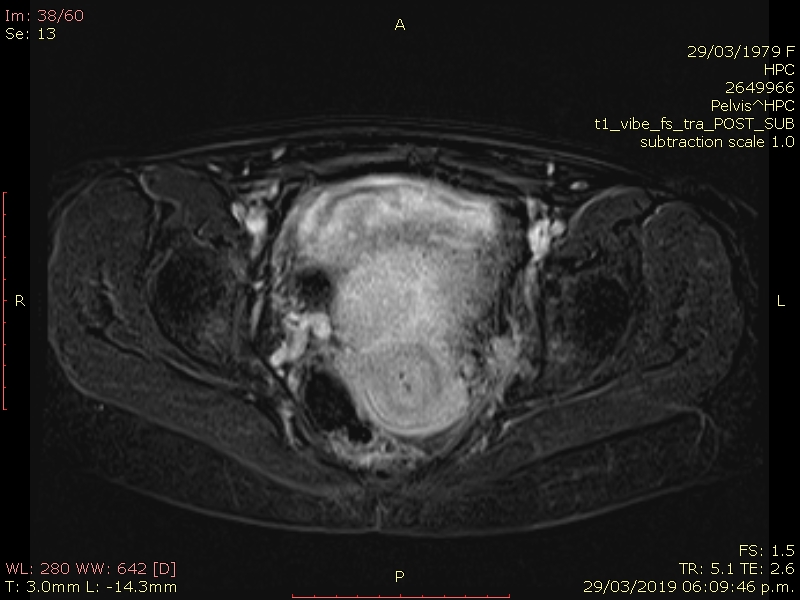 Im: 38/60
Se: 13
A
29/03/1979 F
HPC
2649966
Pelvis^HPC
t1_vibe_fs_tra_POST_SUB
subtraction scale 1.0
R
L
WL: 280 WW: 642 [D]
T: 3.0mm L: -14.3mm
P
FS: 1.5
TR: 5.1 TE: 2.6
29/03/2019 06:09:46 p.m.